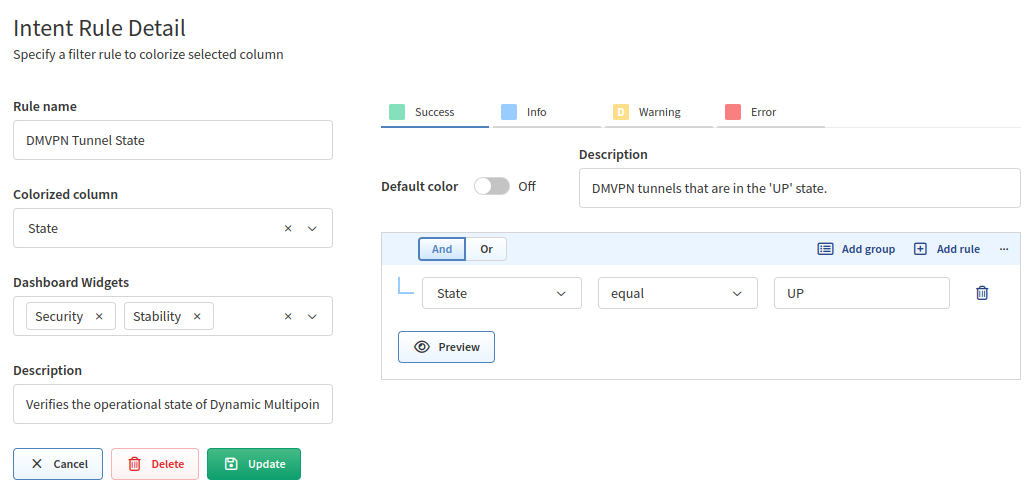 Intent Rule Detail
Specify a filter rule to colorize selected column
Rule name
DMVPN Tunnel State
Colorized column
State
Dashboard Widgets
Security × Stability ×
Description
Verifies the operational state of Dynamic Multipoin
Cancel Delete Update
Success Info D Warning Error
Description
Default color Off
DMVPN tunnels that are in the 'UP' state.
And Or Add group Add rule ...
State equal UP
Preview